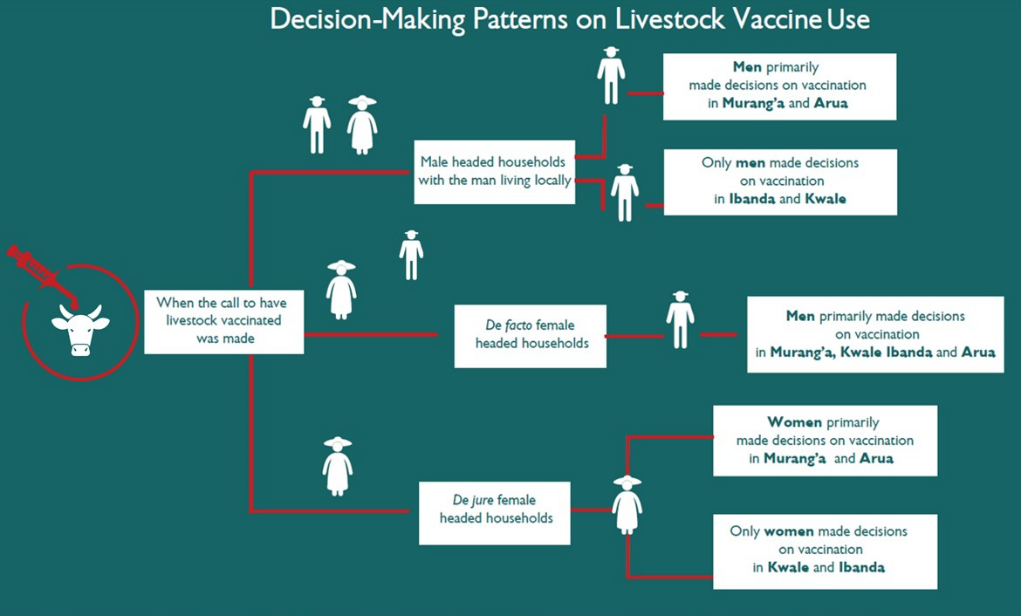 Decision-Making Patterns on Livestock Vaccine Use
Men primarily
made decisions on vaccination
in Murang'a and Arua
Male headed households
with the man living locally
Only men made decisions
on vaccination
in Ibanda and Kwale
When the call to have
livestock vaccinated
was made
De facto female
headed households
Men primarily made decisions
on vaccination
in Murang'a, Kwale Ibanda and Arua
Women primarily
made decisions on vaccination
in Murang'a and Arua
De jure female
headed households
Only women made decisions
on vaccination
in Kwale and Ibanda